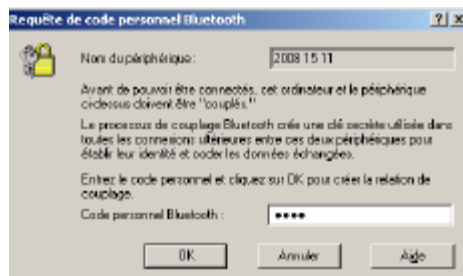 Requête de code personnel Bluetooth
Nom du périphérique :
2008 15 11
Avant de pouvoir être connectés, cet ordinateur et le périphérique
ci-dessus doivent être "couplés."
Le processus de couplage Bluetooth crée une clé secrète utilisée dans
toutes les connexions ultérieures entre ces deux périphériques pour
établir leur identité et coder les données échangées.
Entrez le code personnel et cliquez sur OK pour créer la relation de
couplage.
Code personnel Bluetooth :
••••
OK
Annuler
Aide